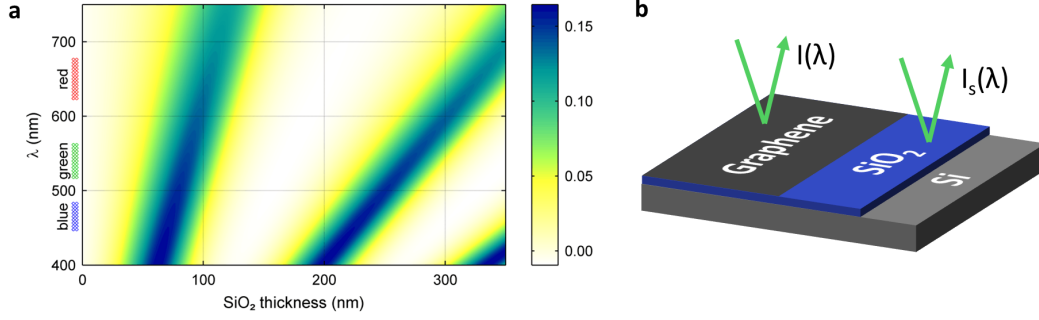 a
λ (nm)
700
600
500
400
red
green
blue
0
100
200
300
SiO₂ thickness (nm)
0.15
0.10
0.05
0.00
b
I(λ)
Iₛ(λ)
Graphene
SiO₂
Si